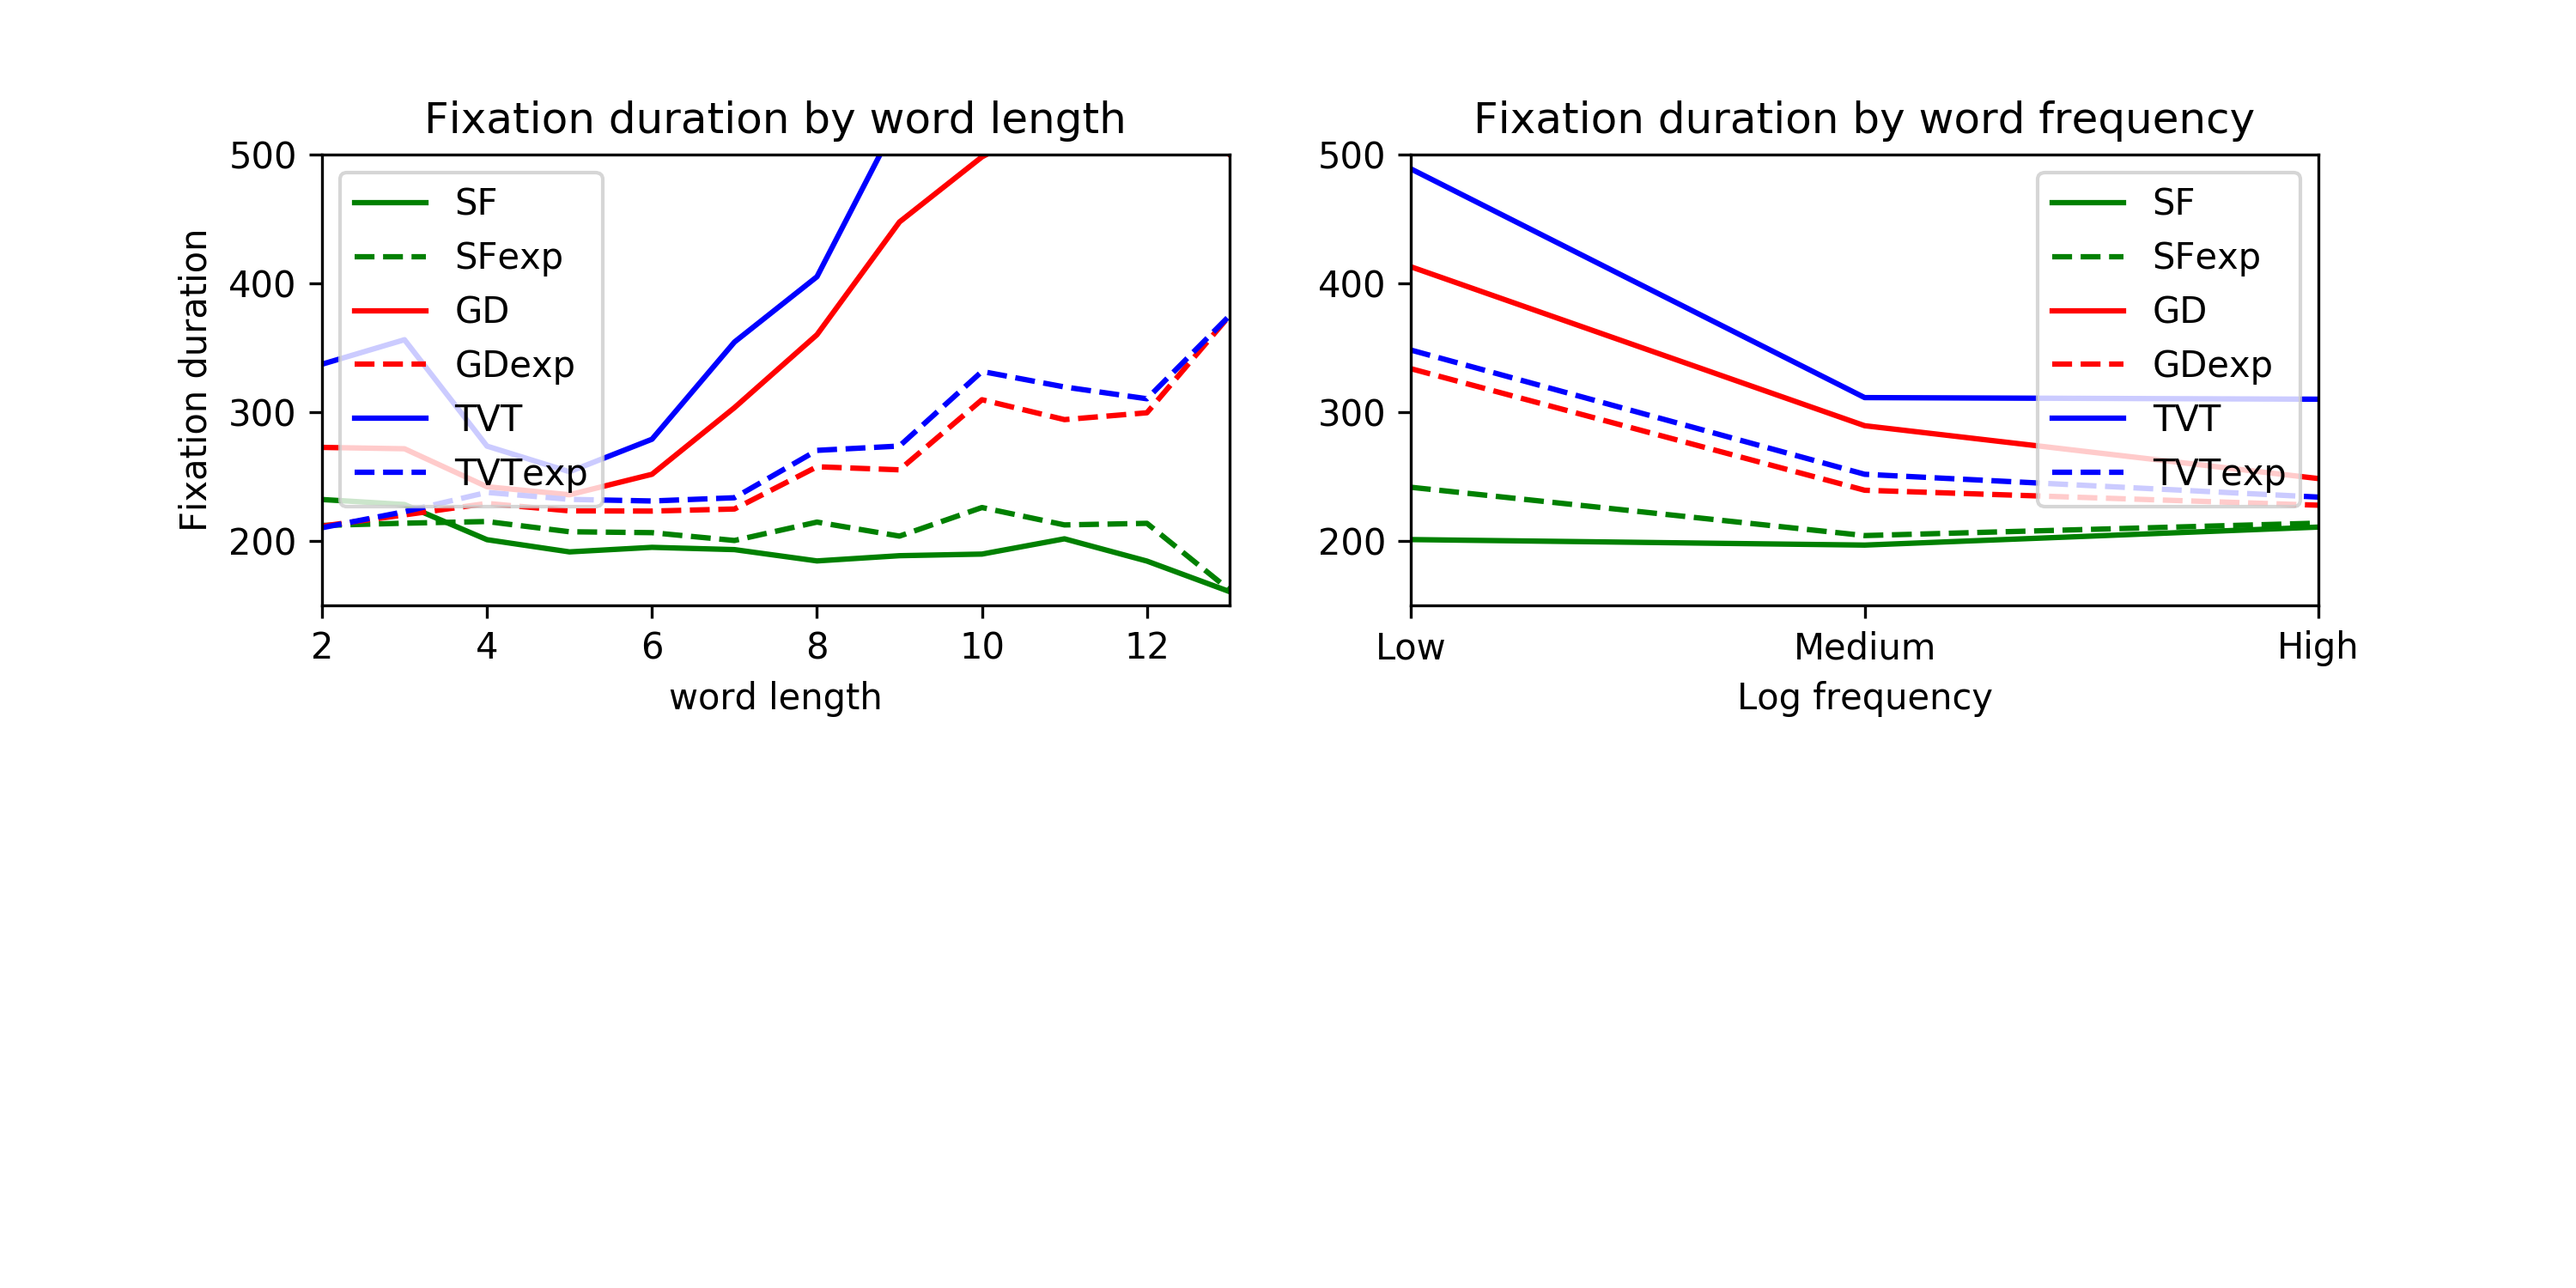 Fixation duration by word length
Fixation duration
500
400
300
200
SF
SFexp
GD
GDexp
TVT
TVTexp
2 4 6 8 10 12
word length
Fixation duration by word frequency
500
400
300
200
SF
SFexp
GD
GDexp
TVT
TVTexp
Low Medium High
Log frequency